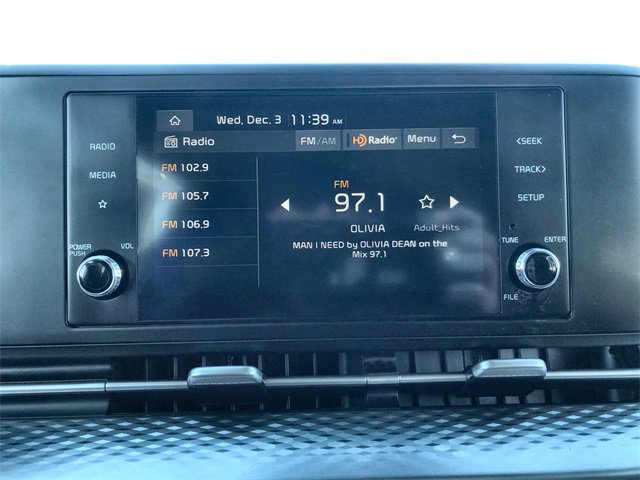 Wed, Dec. 3 11:39 AM
Radio FM/AM HD Radio Menu
RADIO
MEDIA
POWER PUSH
VOL
FM 102.9
FM 105.7
FM 106.9
FM 107.3
FM
97.1
OLIVIA Adult_Hits
MAN I NEED by OLIVIA DEAN on the
Mix 97.1
<SEEK
TRACK>
SETUP
TUNE ENTER
FILE